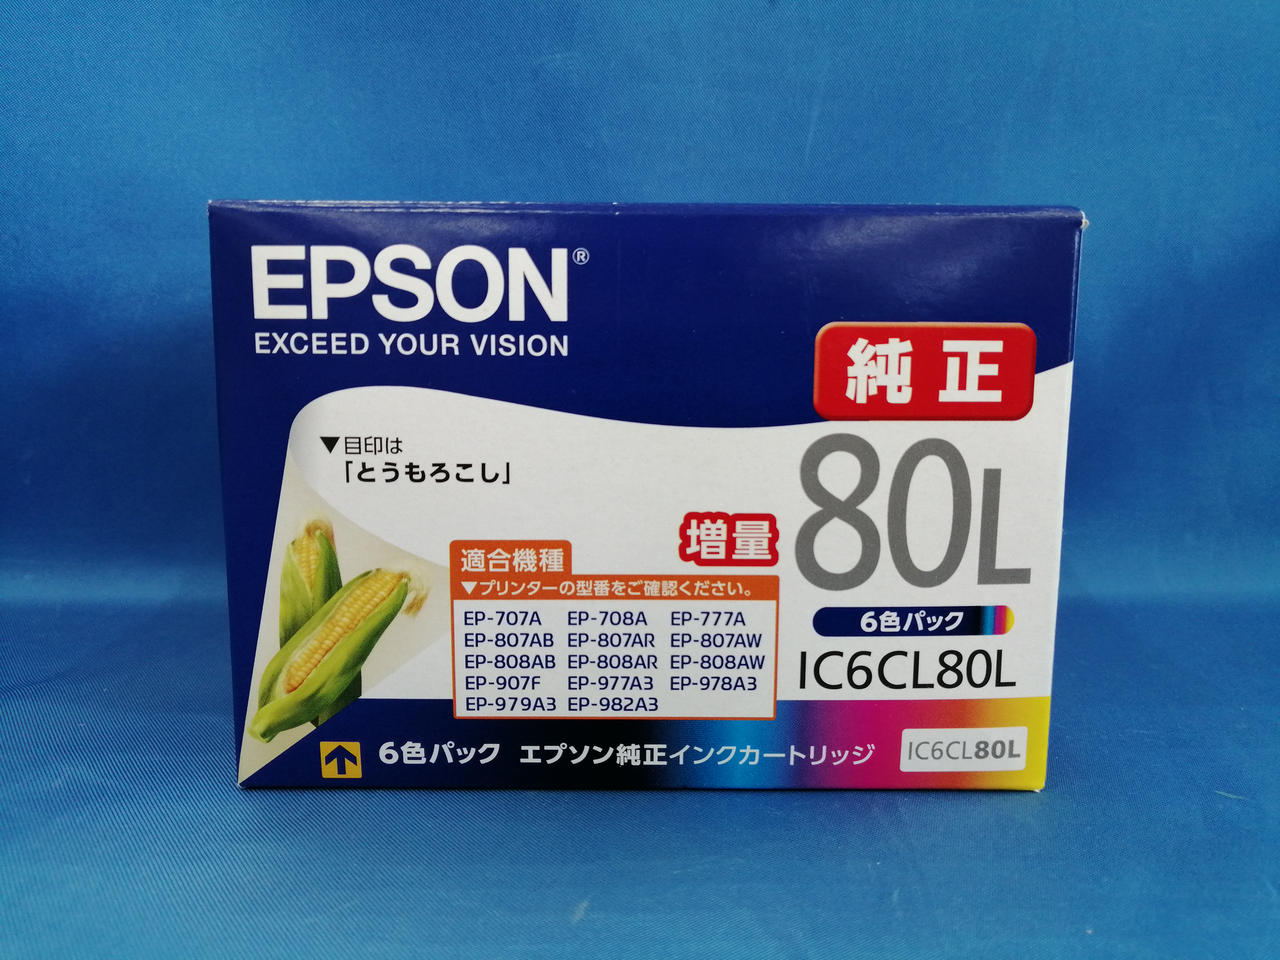 EPSON®
EXCEED YOUR VISION
純正
▼目印は
「とうもろこし」
80L
増量
適合機種
▼プリンターの型番をご確認ください。
EP-707A EP-708A EP-777A
EP-807AB EP-807AR EP-807AW
EP-808AB EP-808AR EP-808AW
EP-907F EP-977A3 EP-978A3
EP-979A3 EP-982A3
6色パック
IC6CL80L
6色パック エプソン純正インクカートリッジ
IC6CL80L